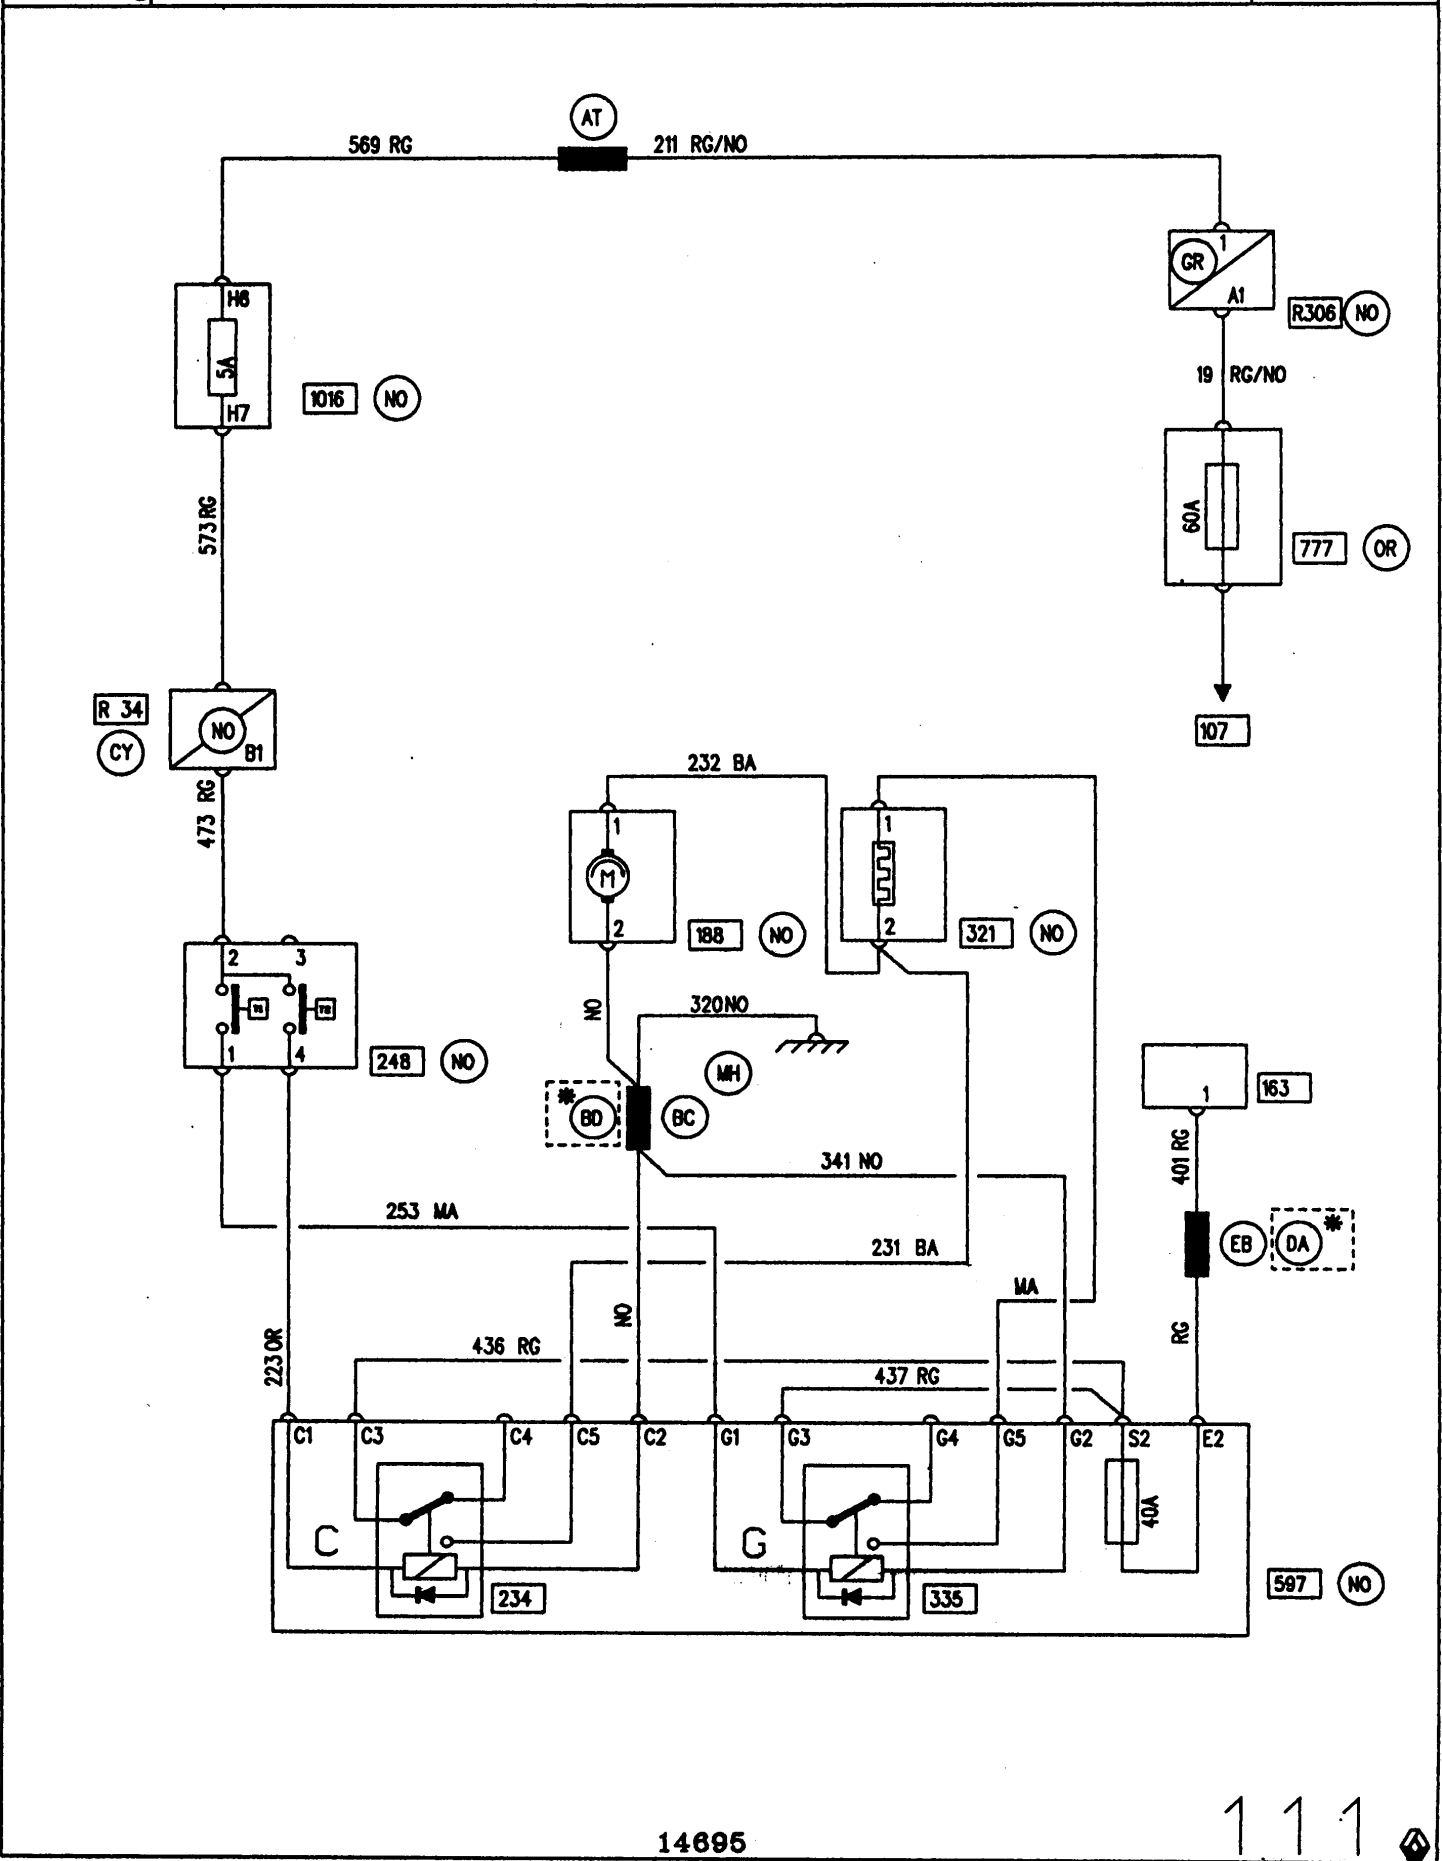 AT
569 RG
211 RG/NO
1
GR
A1
R306
NO
H6
5A
H7
1016
NO
19 RG/NO
573 RG
60A
777
OR
R 34
CY
NO
B1
107
473 RG
232 BA
1
M
2
188
NO
1
2
321
NO
2
3
1
4
248
NO
NO
320 NO
MH
* BD
BC
163
1
401 RG
341 NO
253 MA
231 BA
EB
DA *
MA
NO
RG
223 OR
436 RG
437 RG
C1
C3
C4
C5
C2
G1
G3
G4
G5
G2
S2
E2
C
G
40A
234
335
597
NO
111
14695